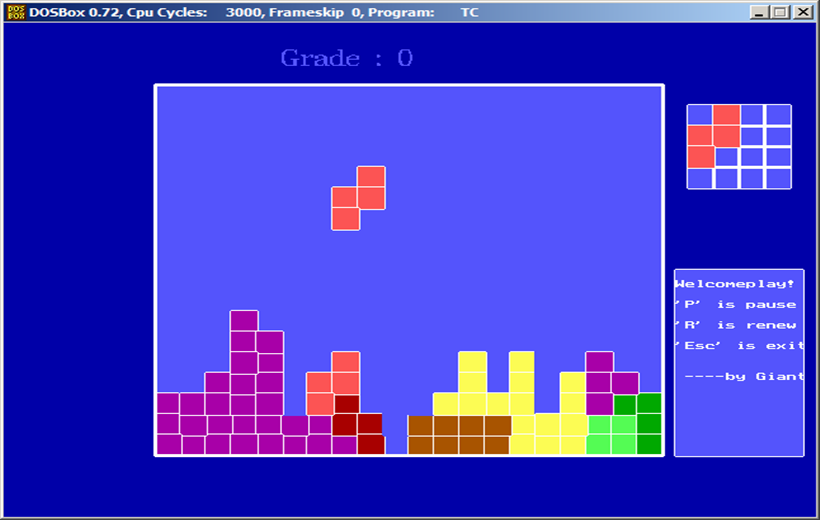 DOSBox 0.72, Cpu Cycles: 3000, Frameskip 0, Program: TC
Grade : 0
Welcomeplay!
'P' is pause
'R' is renew
'Esc' is exit
----by Giant